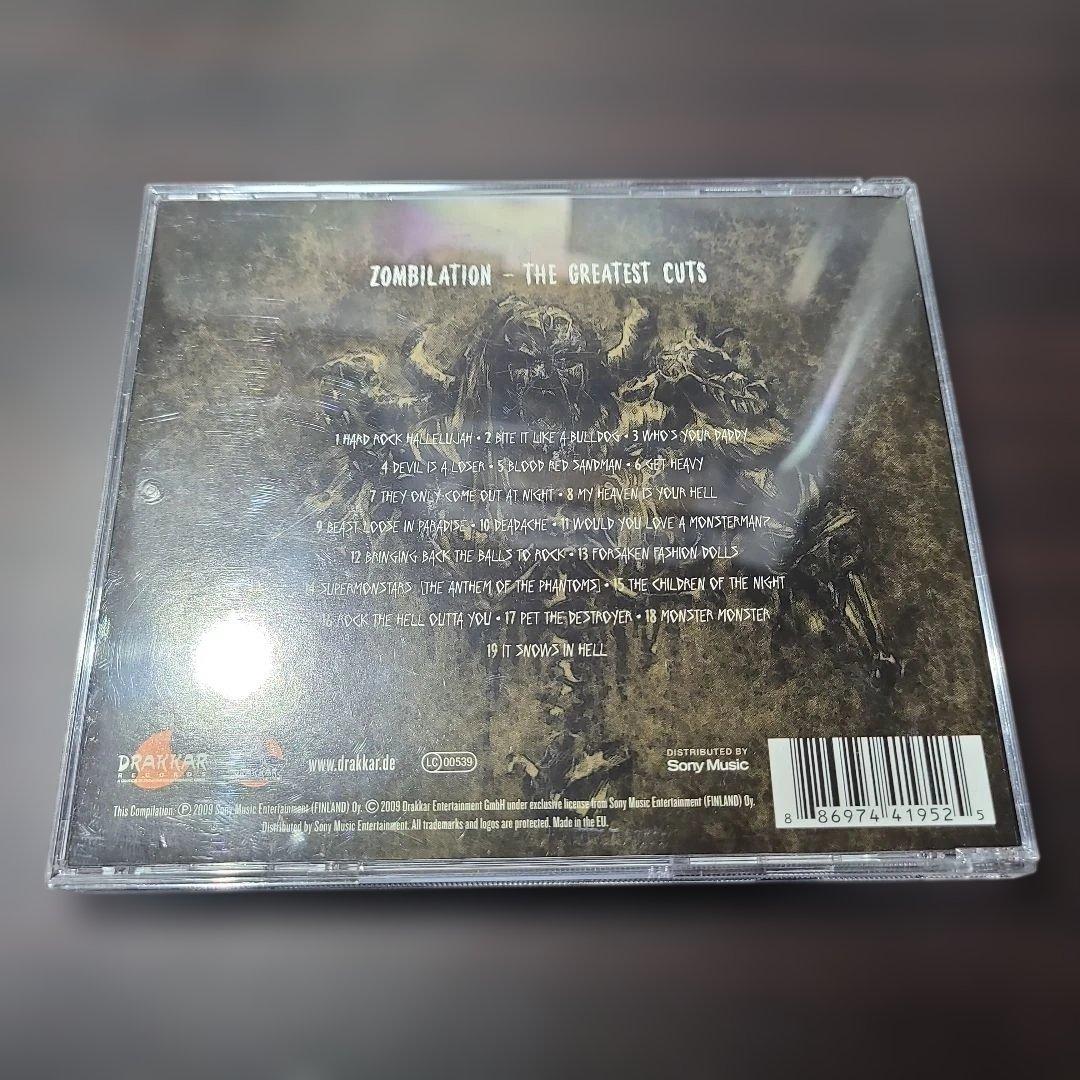 ZOMBILATION - THE GREATEST CUTS
1 HARD ROCK HALLELUJAH • 2 BITE IT LIKE A BULLDOG • 3 WHO'S YOUR DADDY
4 DEVIL IS A LOSER • 5 BLOOD RED SANDMAN • 6 GET HEAVY
7 THEY ONLY COME OUT AT NIGHT • 8 MY HEAVEN IS YOUR HELL
9 BEAST LOOSE IN PARADISE • 10 DEADACHE • 11 WOULD YOU LOVE A MONSTERMAN?
12 BRINGING BACK THE BALLS TO ROCK • 13 FORSAKEN FASHION DOLLS
14 SUPERMONSTARS [THE ANTHEM OF THE PHANTOMS] • 15 THE CHILDREN OF THE NIGHT
16 ROCK THE HELL OUTTA YOU • 17 PET THE DESTROYER • 18 MONSTER MONSTER
19 IT SNOWS IN HELL
DRAKKAR
RECORDS
DRAKKAR
www.drakkar.de
LC 00539
DISTRIBUTED BY
Sony Music
8 86974 41952 5
This Compilation: Ⓟ 2009 Sony Music Entertainment (FINLAND) Oy. Ⓒ 2009 Drakkar Entertainment GmbH under exclusive license from Sony Music Entertainment (FINLAND) Oy.
Distributed by Sony Music Entertainment. All trademarks and logos are protected. Made in the EU.